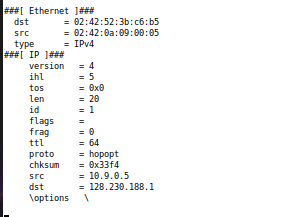 ###[ Ethernet ]###
  dst       = 02:42:52:3b:c6:b5
  src       = 02:42:0a:09:00:05
  type      = IPv4
###[ IP ]###
     version   = 4
     ihl       = 5
     tos       = 0x0
     len       = 20
     id        = 1
     flags     =
     frag      = 0
     ttl       = 64
     proto     = hopopt
     chksum    = 0x33f4
     src       = 10.9.0.5
     dst       = 128.230.188.1
     \options   \